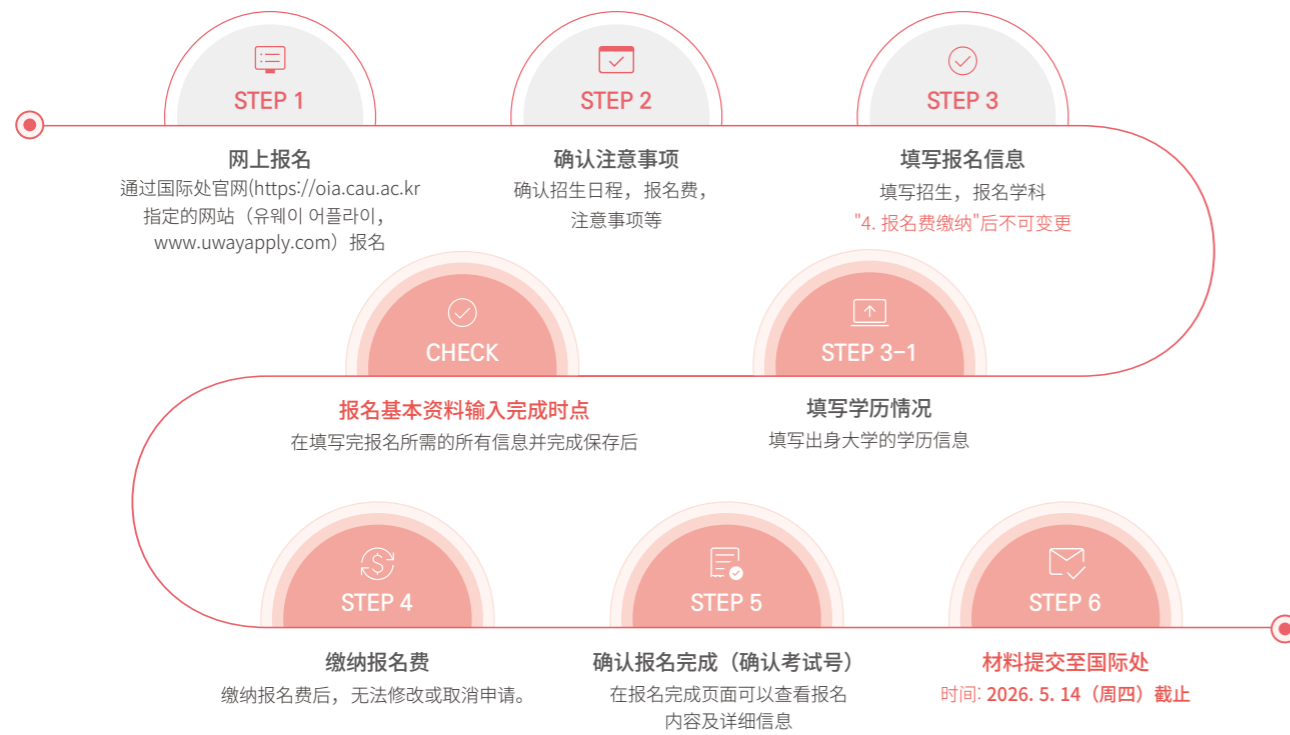 STEP 1
网上报名
通过国际处官网(https://oia.cau.ac.kr
指定的网站（유웨이 어플라이，
www.uwayapply.com）报名
STEP 2
确认注意事项
确认招生日程，报名费，
注意事项等
STEP 3
填写报名信息
填写招生，报名学科
"4. 报名费缴纳"后不可变更
STEP 3-1
填写学历情况
填写出身大学的学历信息
CHECK
报名基本资料输入完成时点
在填写完报名所需的所有信息并完成保存后
STEP 4
缴纳报名费
缴纳报名费后，无法修改或取消申请。
STEP 5
确认报名完成（确认考试号）
在报名完成页面可以查看报名
内容及详细信息
STEP 6
材料提交至国际处
时间: 2026. 5. 14（周四）截止